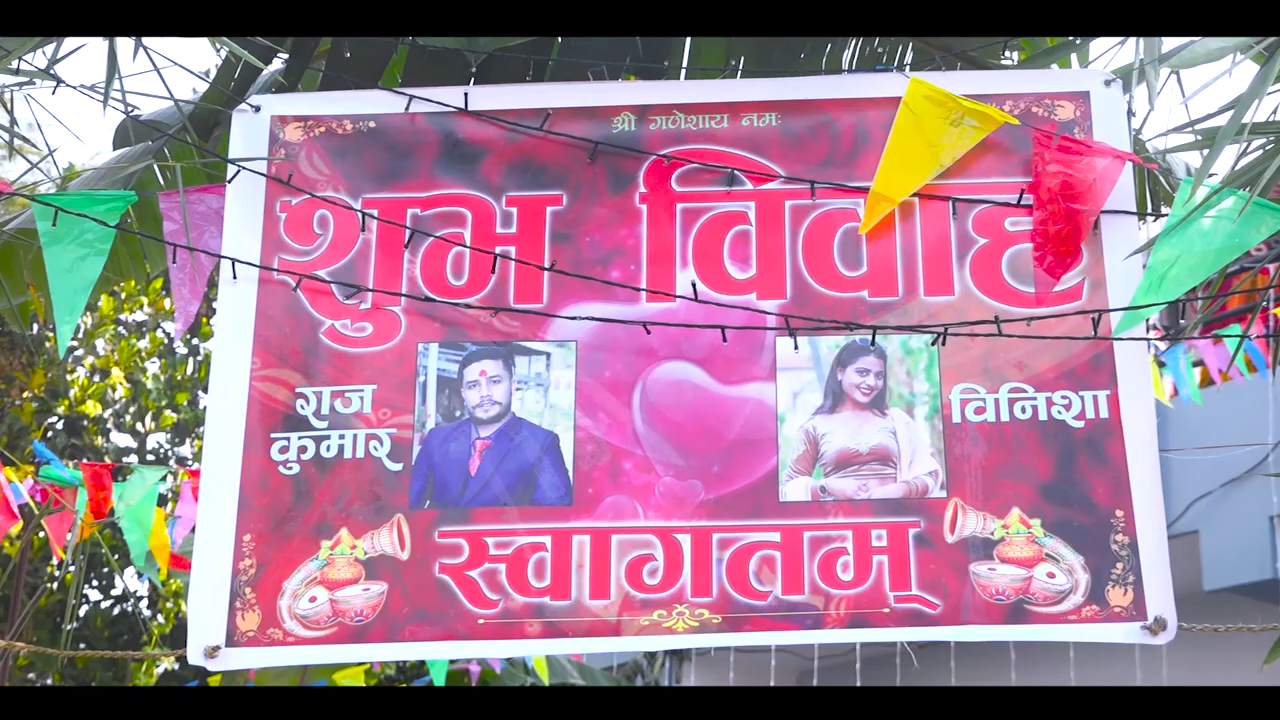 श्री गणेशाय नमः
शुभ विवाह
राज
कुमार
विनिशा
स्वागतम्